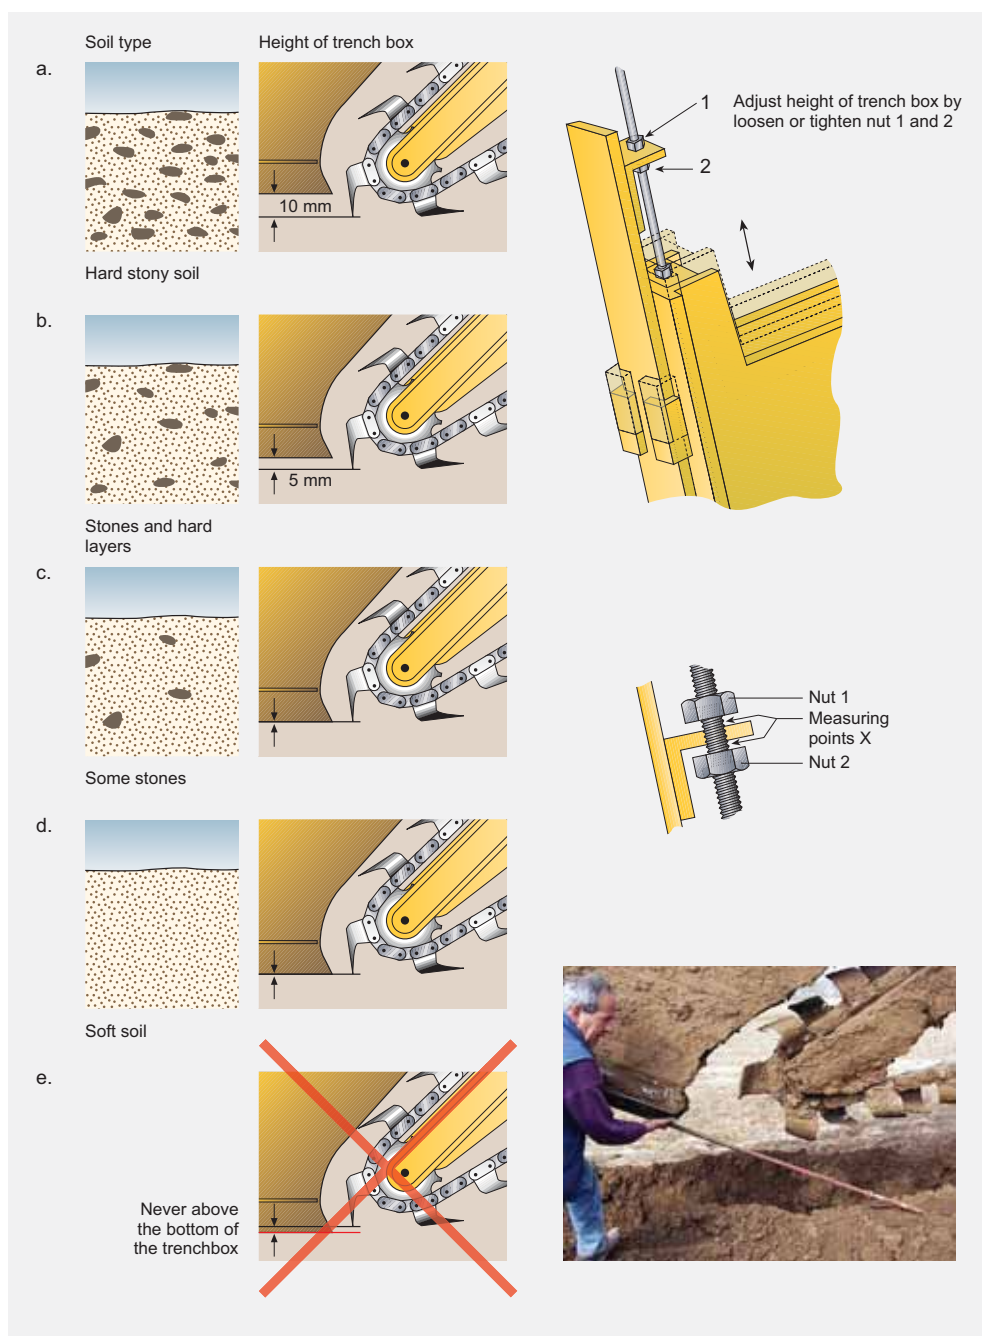 Soil type
Height of trench box
a.
10 mm
Hard stony soil
b.
5 mm
Stones and hard
layers
c.
Some stones
d.
Soft soil
e.
Never above
the bottom of
the trenchbox
1
Adjust height of trench box by
loosen or tighten nut 1 and 2
2
Nut 1
Measuring
points X
Nut 2